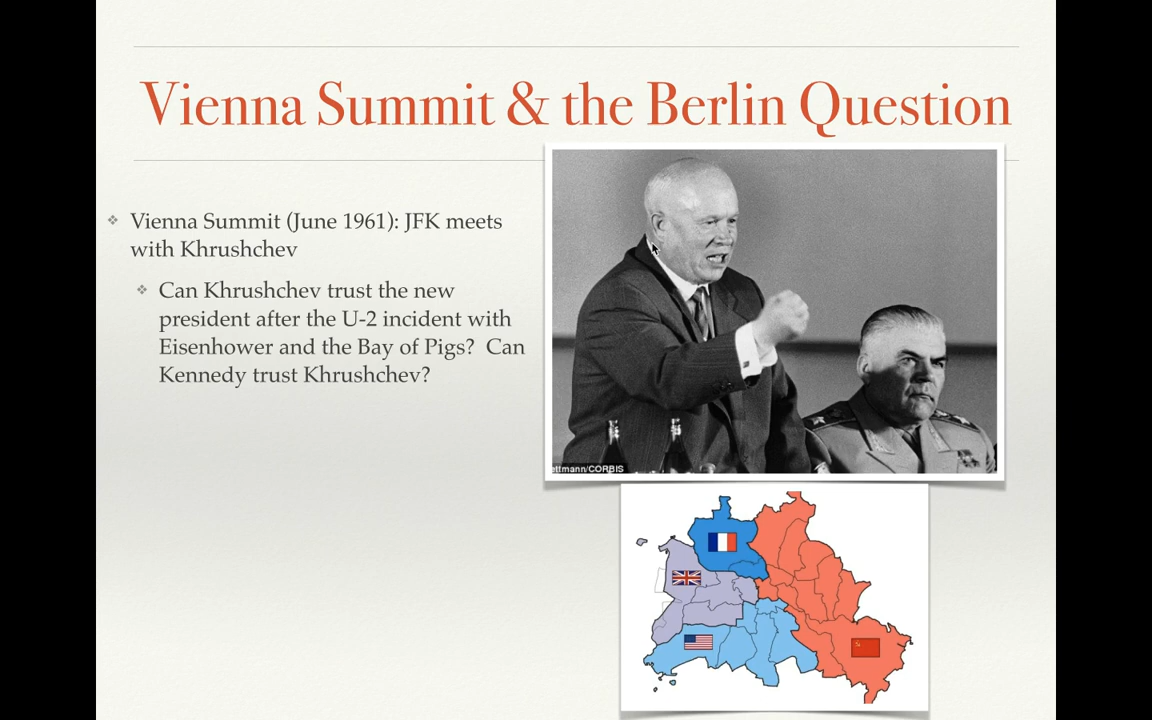 Vienna Summit & the Berlin Question
Vienna Summit (June 1961): JFK meets
with Khrushchev
Can Khrushchev trust the new
president after the U-2 incident with
Eisenhower and the Bay of Pigs?  Can
Kennedy trust Khrushchev?
ettmann/CORBIS